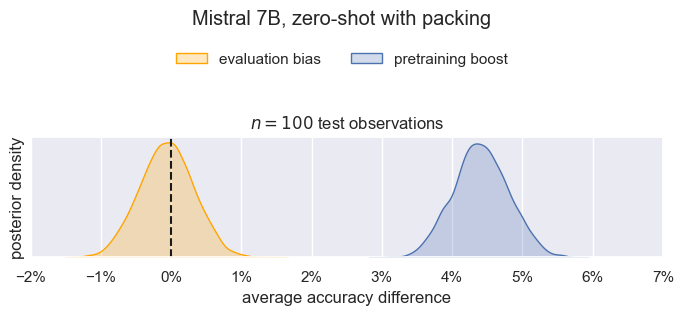 Mistral 7B, zero-shot with packing
evaluation bias
pretraining boost
n = 100 test observations
posterior density
−2% −1% 0% 1% 2% 3% 4% 5% 6% 7%
average accuracy difference